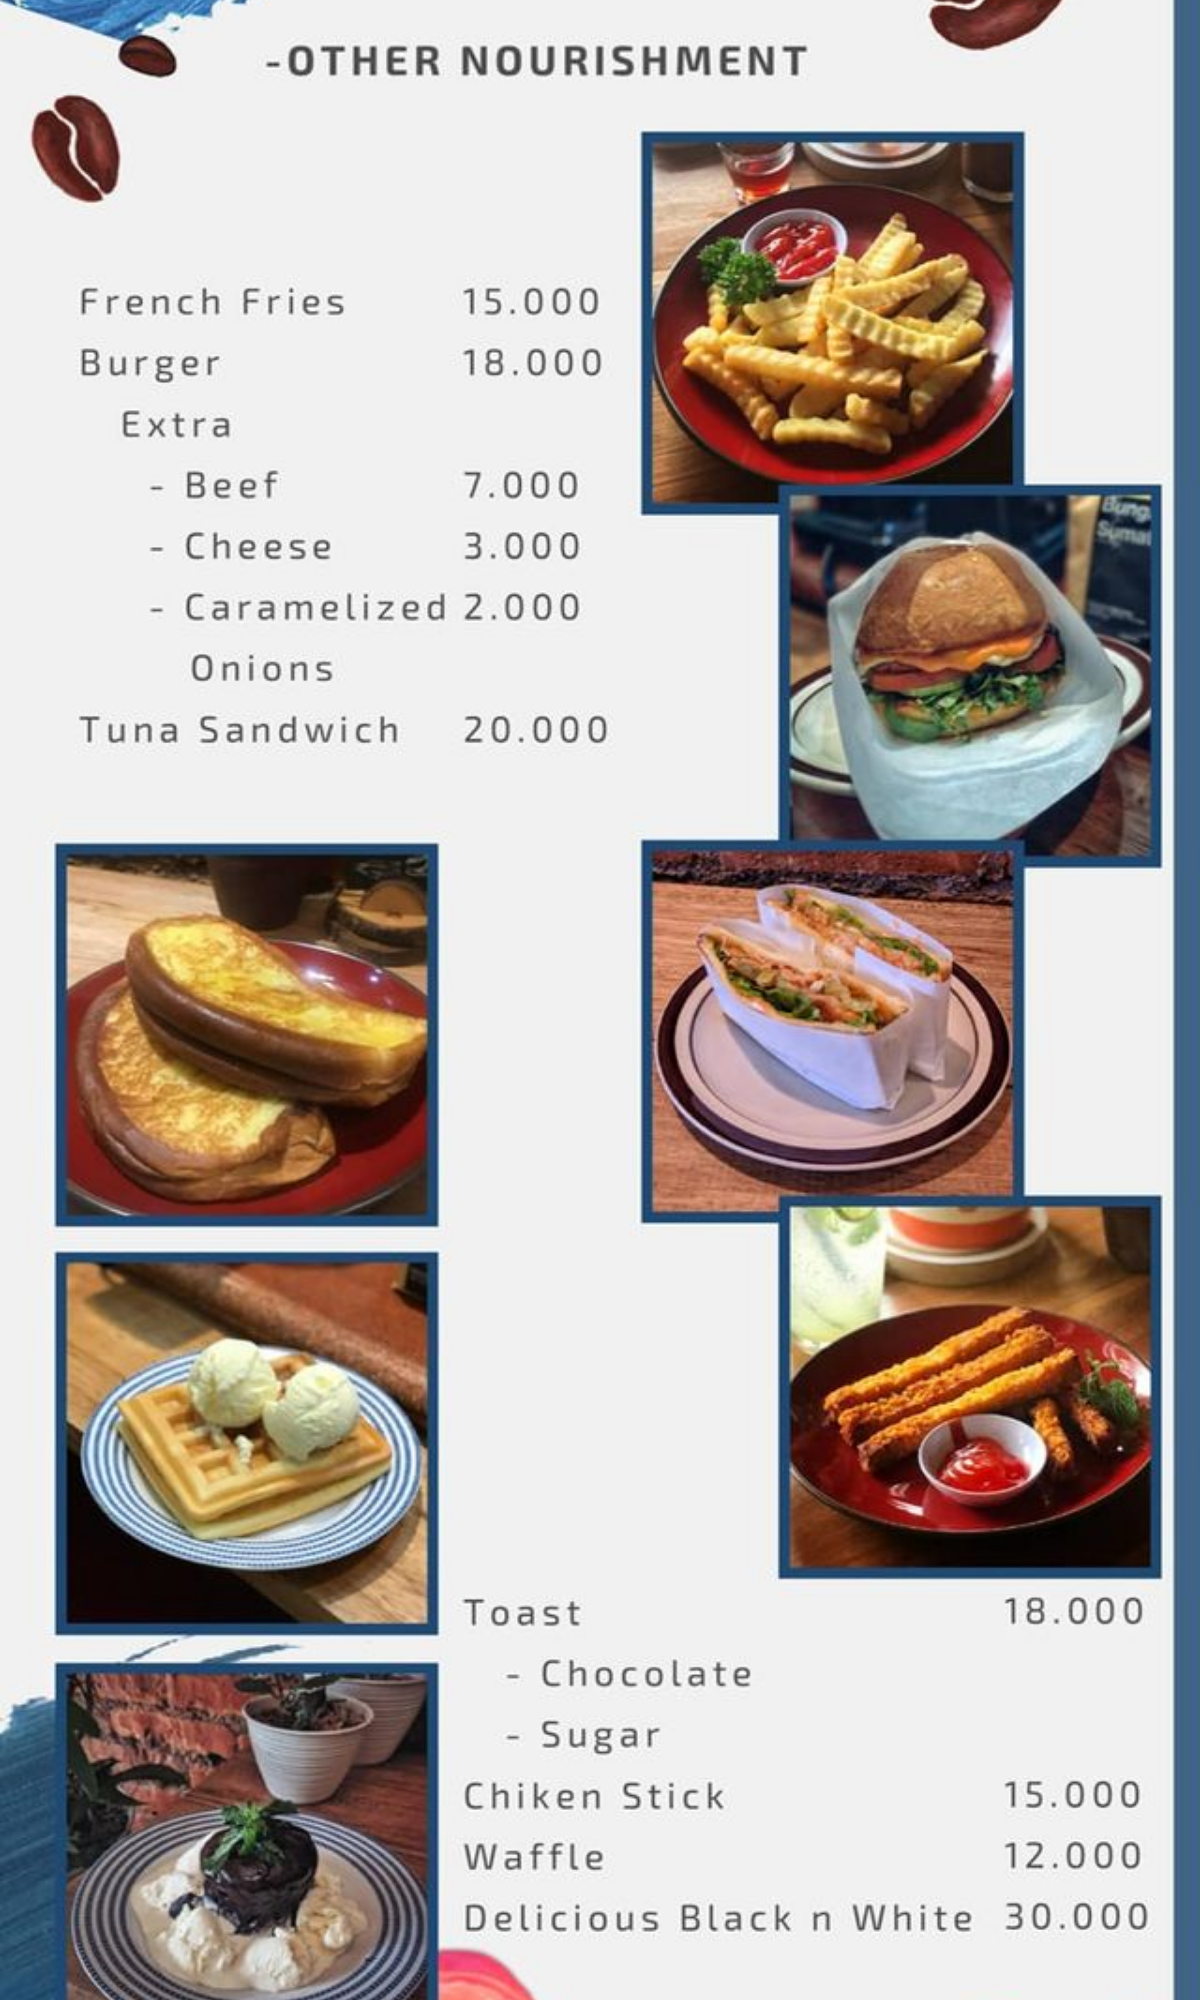 -OTHER NOURISHMENT
French Fries 15.000
Burger 18.000
Extra
- Beef 7.000
- Cheese 3.000
- Caramelized 2.000
Onions
Tuna Sandwich 20.000
Toast 18.000
- Chocolate
- Sugar
Chiken Stick 15.000
Waffle 12.000
Delicious Black n White 30.000